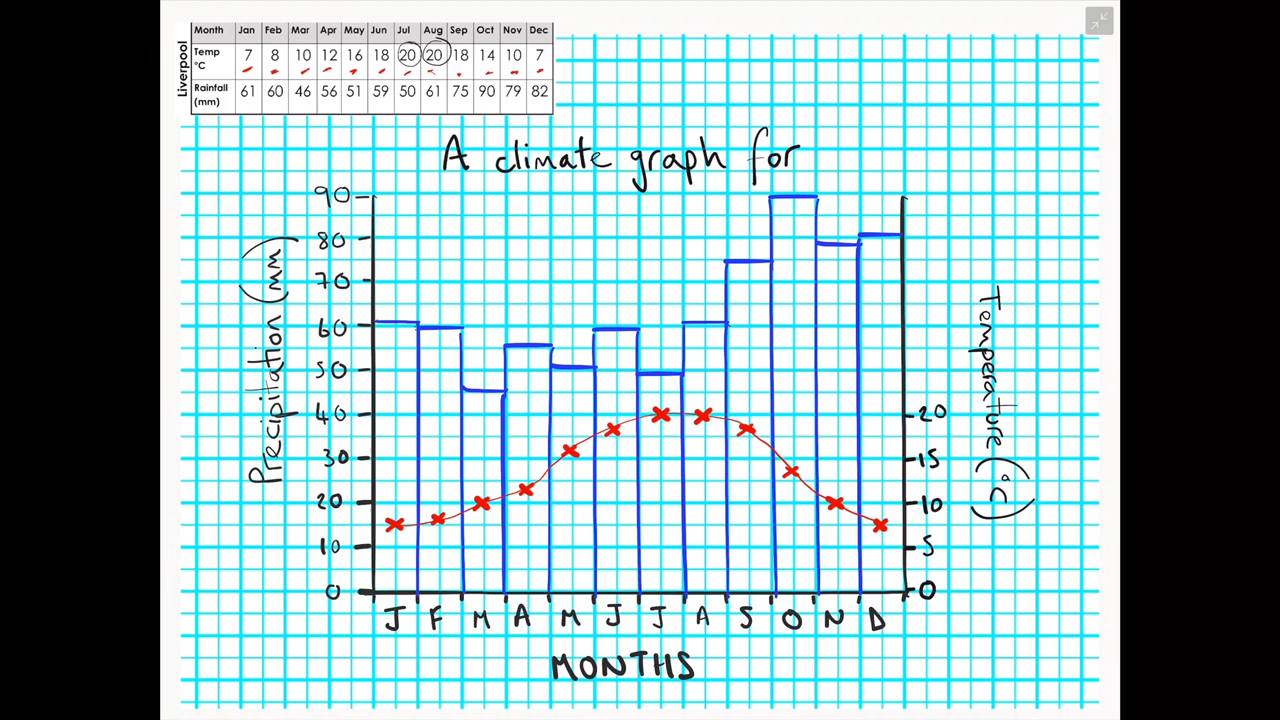 Liverpool
Month Jan Feb Mar Apr May Jun Jul Aug Sep Oct Nov Dec
Temp °C 7 8 10 12 16 18 20 20 18 14 10 7
Rainfall (mm) 61 60 46 56 51 59 50 61 75 90 79 82
A climate graph for
Precipitation (mm)
90
80
70
60
50
40
30
20
10
0
Temperature (°C)
20
15
10
5
0
J F M A M J J A S O N D
MONTHS